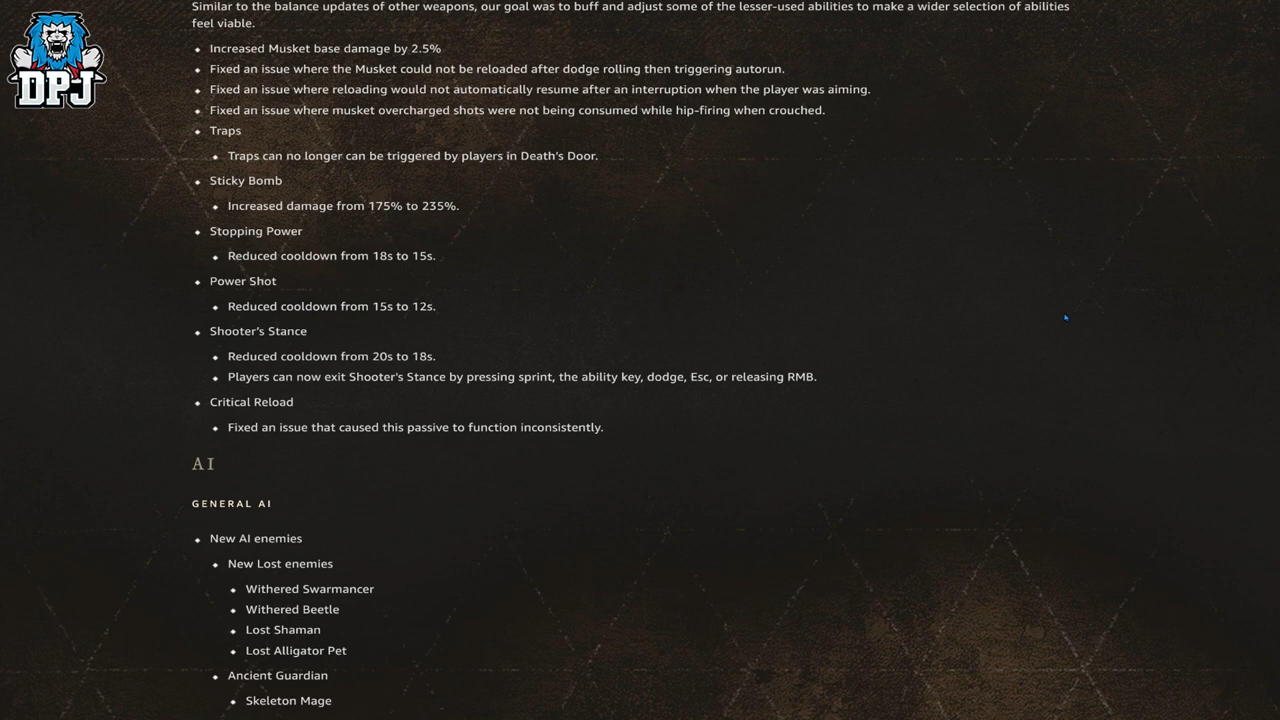 DPJ
Similar to the balance updates of other weapons, our goal was to buff and adjust some of the lesser-used abilities to make a wider selection of abilities
feel viable.
Increased Musket base damage by 2.5%
Fixed an issue where the Musket could not be reloaded after dodge rolling then triggering autorun.
Fixed an issue where reloading would not automatically resume after an interruption when the player was aiming.
Fixed an issue where musket overcharged shots were not being consumed while hip-firing when crouched.
Traps
Traps can no longer can be triggered by players in Death's Door.
Sticky Bomb
Increased damage from 175% to 235%.
Stopping Power
Reduced cooldown from 18s to 15s.
Power Shot
Reduced cooldown from 15s to 12s.
Shooter's Stance
Reduced cooldown from 20s to 18s.
Players can now exit Shooter's Stance by pressing sprint, the ability key, dodge, Esc, or releasing RMB.
Critical Reload
Fixed an issue that caused this passive to function inconsistently.
AI
GENERAL AI
New AI enemies
New Lost enemies
Withered Swarmancer
Withered Beetle
Lost Shaman
Lost Alligator Pet
Ancient Guardian
Skeleton Mage